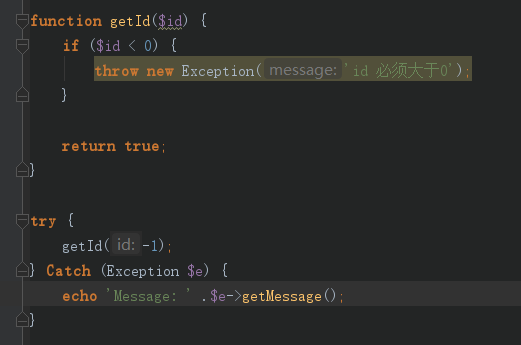 function getId($id) {
if ($id < 0) {
throw new Exception( message: 'id 必须大于0');
}
return true;
}
try {
getId( id: -1);
} Catch (Exception $e) {
echo 'Message: ' .$e->getMessage();
}